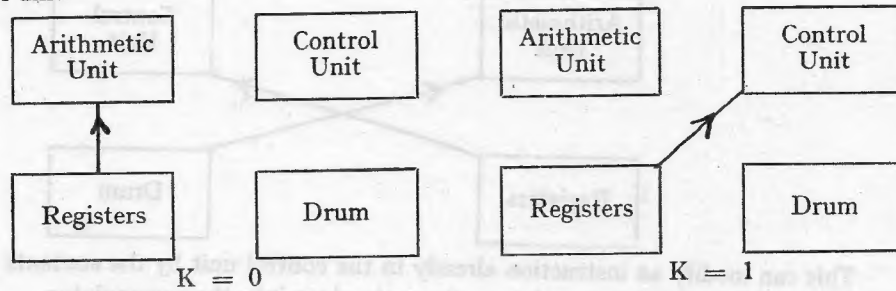 Arithmetic Unit
Control Unit
Arithmetic Unit
Control Unit
Registers
Drum
Registers
Drum
K = 0
K = 1
This can modify an instruction already in the control unit by the contents